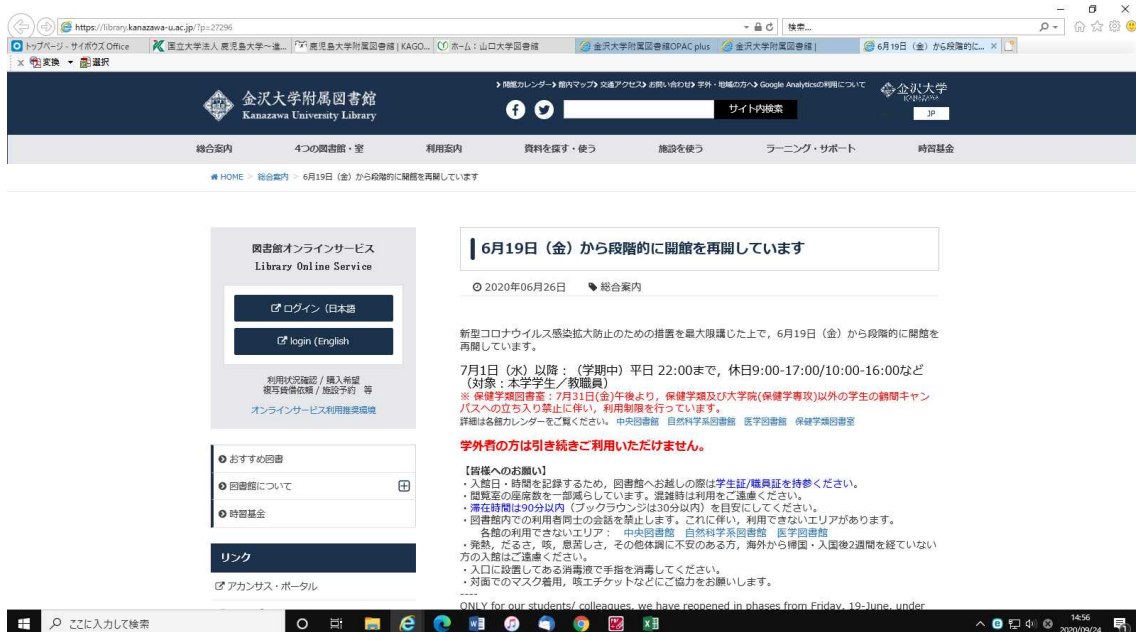 https://library.kanazawa-u.ac.jp/?p=27296
検索...
トップページ - サイボウズ Office
国立大学法人 鹿児島大学~進...
鹿児島大学附属図書館 | KAGO...
ホーム : 山口大学図書館
金沢大学附属図書館OPAC plus
金沢大学附属図書館 |
6月19日（金）から段階的に...
x 変換 ▼ 選択
開館カレンダー 館内マップ 交通アクセス お問い合わせ 学外・地域の方へ Google Analyticsの利用について
金沢大学附属図書館
Kanazawa University Library
サイト内検索
金沢大学
KANAZAWA
JP
総合案内 4つの図書館・室 利用案内 資料を探す・使う 施設を使う ラーニング・サポート 時習基金
HOME > 総合案内 > 6月19日（金）から段階的に開館を再開しています
図書館オンラインサービス
Library Online Service
ログイン（日本語
login (English
利用状況確認 / 購入希望
複写貸借依頼 / 施設予約 等
オンラインサービス利用推奨環境
おすすめ図書
図書館について
時習基金
リンク
アカンサス・ポータル
6月19日（金）から段階的に開館を再開しています
2020年06月26日 総合案内
新型コロナウイルス感染拡大防止のための措置を最大限講じた上で，6月19日（金）から段階的に開館を
再開しています。
7月1日（水）以降：（学期中）平日 22:00まで，休日9:00-17:00/10:00-16:00など
（対象：本学学生／教職員）
※ 保健学類図書室：7月31日(金)午後より，保健学類及び大学院(保健学専攻)以外の学生の鶴間キャン
パスへの立ち入り禁止に伴い，利用制限を行っています。
詳細は各館カレンダーをご覧ください。 中央図書館 自然科学系図書館 医学図書館 保健学類図書室
学外者の方は引き続きご利用いただけません。
【皆様へのお願い】
・入館日・時間を記録するため，図書館へお越しの際は学生証/職員証を持参ください。
・閲覧室の座席数を一部減らしています。混雑時は利用をご遠慮ください。
・滞在時間は90分以内（ブックラウンジは30分以内）を目安にしてください。
・図書館内での利用者同士の会話を禁止します。これに伴い，利用できないエリアがあります。
各館の利用できないエリア： 中央図書館 自然科学系図書館 医学図書館
・発熱，だるさ，咳，息苦しさ，その他体調に不安のある方，海外から帰国・入国後2週間を経ていない
方の入館はご遠慮ください。
・入口に設置してある消毒液で手指を消毒してください。
・対面でのマスク着用，咳エチケットなどにご協力をお願いします。
----
ONLY for our students/ colleagues, we have reopened in phases from Friday, 19-June, under
ここに入力して検索
14:56
2020/09/24